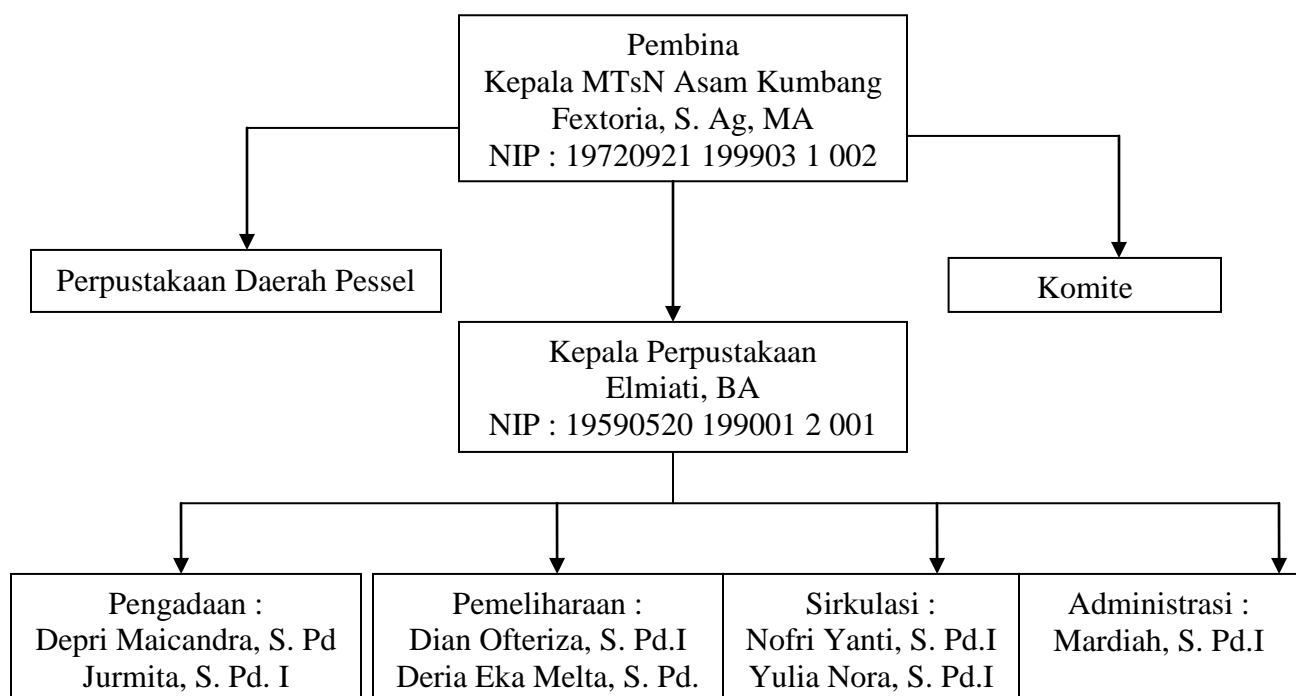 Pembina
Kepala MTsN Asam Kumbang
Fextoria, S. Ag, MA
NIP : 19720921 199903 1 002
Perpustakaan Daerah Pessel
Komite
Kepala Perpustakaan
Elmiati, BA
NIP : 19590520 199001 2 001
Pengadaan :
Depri Maicandra, S. Pd
Jurmita, S. Pd. I
Pemeliharaan :
Dian Ofteriza, S. Pd.I
Deria Eka Melta, S. Pd.
Sirkulasi :
Nofri Yanti, S. Pd.I
Yulia Nora, S. Pd.I
Administrasi :
Mardiah, S. Pd.I